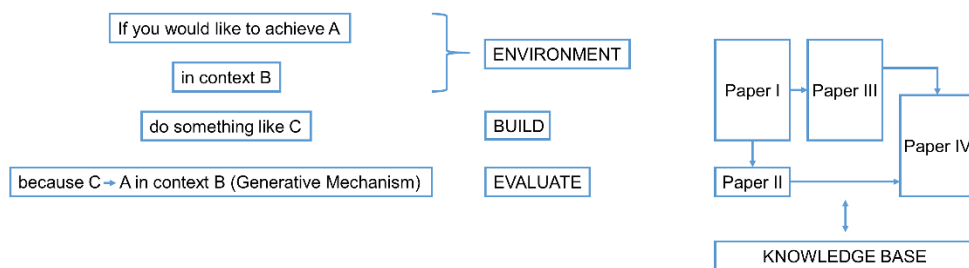 If you would like to achieve A
in context B
ENVIRONMENT
do something like C
BUILD
because C → A in context B (Generative Mechanism)
EVALUATE
Paper I
Paper III
Paper IV
Paper II
KNOWLEDGE BASE